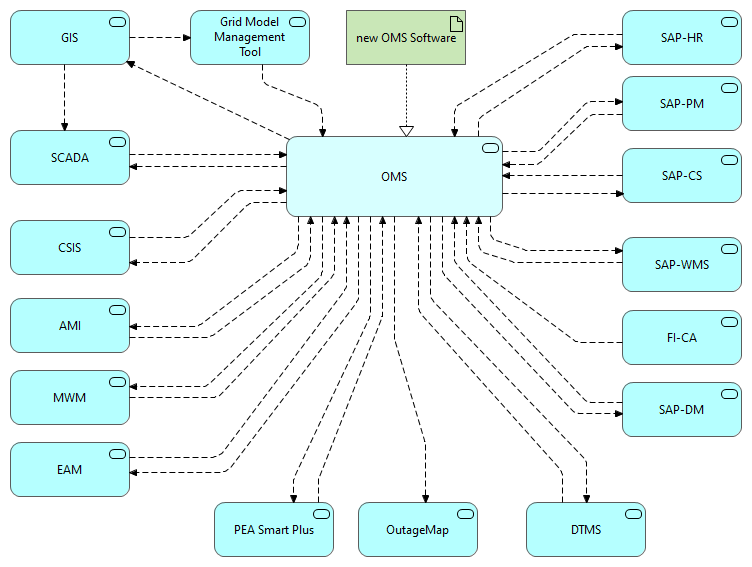 GIS
Grid Model
Management
Tool
new OMS Software
SAP-HR
SAP-PM
SCADA
OMS
SAP-CS
CSIS
SAP-WMS
AMI
FI-CA
MWM
SAP-DM
EAM
PEA Smart Plus
OutageMap
DTMS